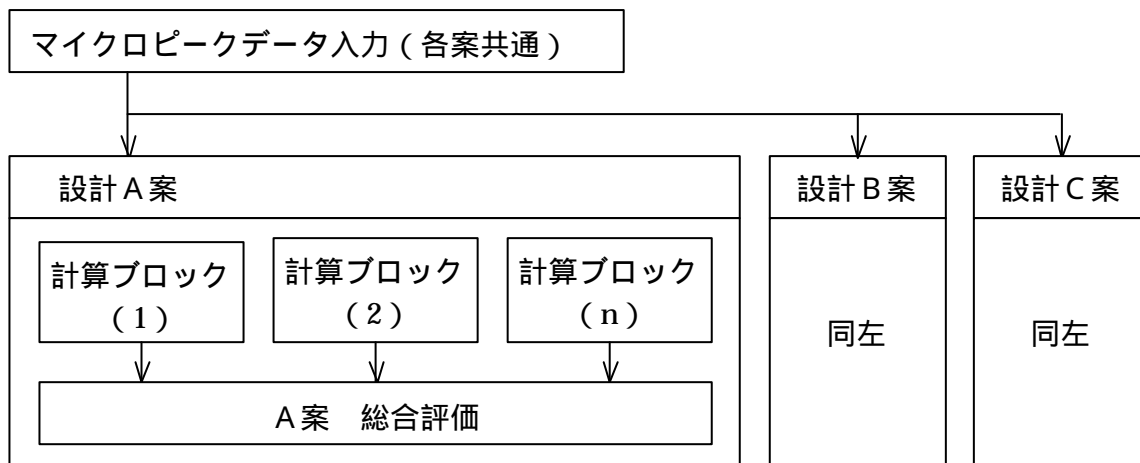 マイクロピークデータ入力(各案共通)
設計A案
設計B案
設計C案
計算ブロック
(1)
計算ブロック
(2)
計算ブロック
(n)
同左
同左
A案　総合評価